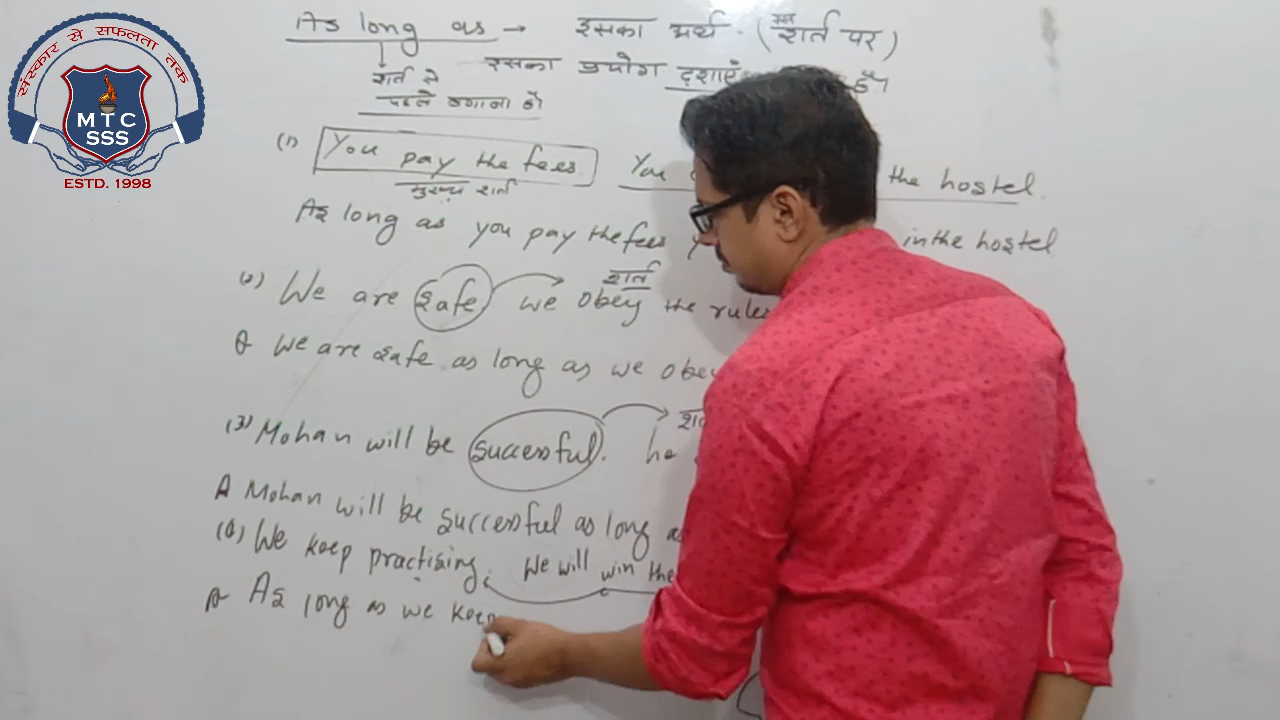 संस्कार से सफलता तक
MTC
SSS
ESTD. 1998
As long as → इसका अर्थ - (इस शर्त पर)
शर्त से इसका उपयोग दशाएं है।
पहले लगाना है।
(1) You pay the fees. You the hostel.
मुख्य शर्त
As long as you pay the fees y in the hostel
शर्त
(2) We are safe we obey the rules
A We are safe as long as we obey
(3) Mohan will be successful. he
A Mohan will be successful as long as
(4) We keep practising. We will win the
A As long as we keep